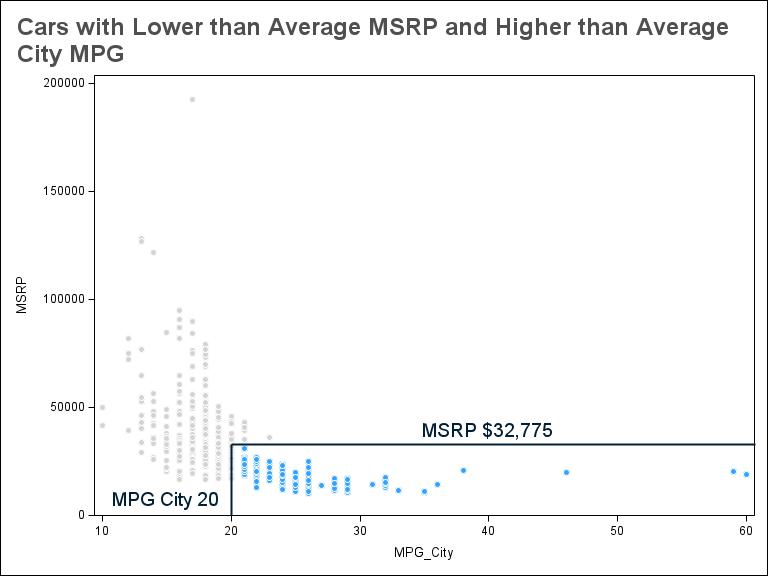 Cars with Lower than Average MSRP and Higher than Average
City MPG
200000
150000
100000
50000
0
MSRP
MSRP $32,775
MPG City 20
10
20
30
40
50
60
MPG_City